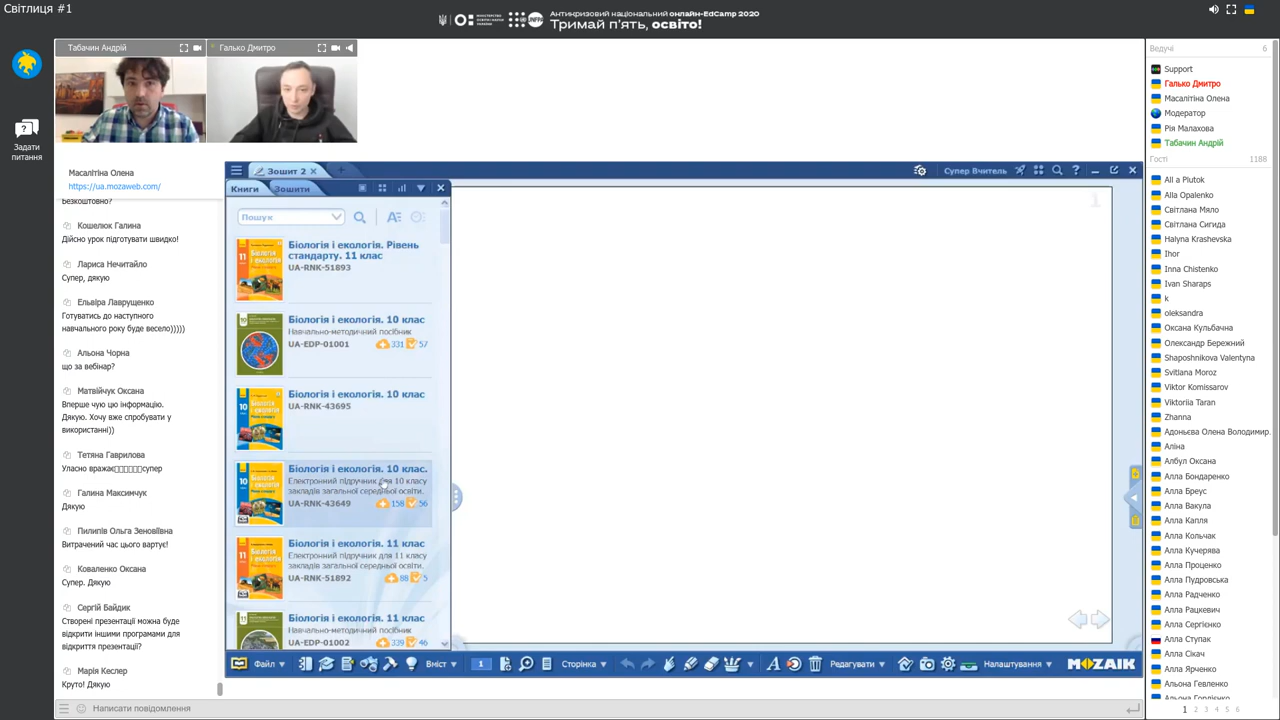 Світлиця #1
МІНІСТЕРСТВО
ОСВІТИ І НАУКИ
УКРАЇНИ
Антикризовий національний онлайн-EdCamp 2020
Тримай п'ять, освіто!
Задати
питання
Табачин Андрій
Галько Дмитро
Масалітіна Олена
https://ua.mozaweb.com/
Безкоштовно?
Кошелюк Галина
Дійсно урок підготувати швидко!
Лариса Нечитайло
Супер, дякую
Ельвіра Лаврущенко
Готуватись до наступного
навчального року буде весело)))))
Альона Чорна
що за вебінар?
Матвійчук Оксана
Вперше чую цю інформацію.
Дякую. Хочу вже спробувати у
використанні))
Тетяна Гаврилова
Уласно вражає▯▯▯▯▯▯супер
Галина Максимчук
Дякую
Пилипів Ольга Зеновіївна
Витрачений час цього вартує!
Коваленко Оксана
Супер. Дякую
Сергій Байдик
Створені презентації можна буде
відкрити іншими програмами для
відкриття презентації?
Марія Кеслер
Круто! Дякую
Написати повідомлення
Зошит 2 x
Супер Вчитель
Книги
Зошити
Пошук
Біологія і екологія. Рівень
стандарту. 11 клас
UA-RNK-51893
Біологія і екологія. 10 клас
Навчально-методичний посібник
UA-EDP-01001
331
57
Біологія і екологія. 10 клас
UA-RNK-43695
Біологія і екологія. 10 клас.
Електронний підручник для 10 класу
закладів загальної середньої освіти.
UA-RNK-43649
158
56
Біологія і екологія. 11 клас
Електронний підручник для 11 класу
закладів загальної середньої освіти.
UA-RNK-51892
88
5
Біологія і екологія. 11 клас
Навчально-методичний посібник
UA-EDP-01002
339
46
1
Файл
Вміст
1
Сторінка
Редагувати
Налаштування
MOZAIK
Ведучі
6
Support
Галько Дмитро
Масалітіна Олена
Модератор
Рія Малахова
Табачин Андрій
Гості
1188
All a Plutok
Alla Opalenko
Світлана Мяло
Світлана Сигида
Halyna Krashevska
Ihor
Inna Chistenko
Ivan Sharaps
k
oleksandra
Оксана Кульбачна
Олександр Бережний
Shaposhnikova Valentyna
Svitlana Moroz
Viktor Komissarov
Viktoriia Taran
Zhanna
Адоньєва Олена Володимир.
Аліна
Албул Оксана
Алла Бондаренко
Алла Бреус
Алла Вакула
Алла Капля
Алла Кольчак
Алла Кучерява
Алла Проценко
Алла Пудровська
Алла Радченко
Алла Рацкевич
Алла Сергієнко
Алла Ступак
Алла Сікач
Алла Ярченко
Альона Гевленко
Альона Гордієнко
1 2 3 4 5 6